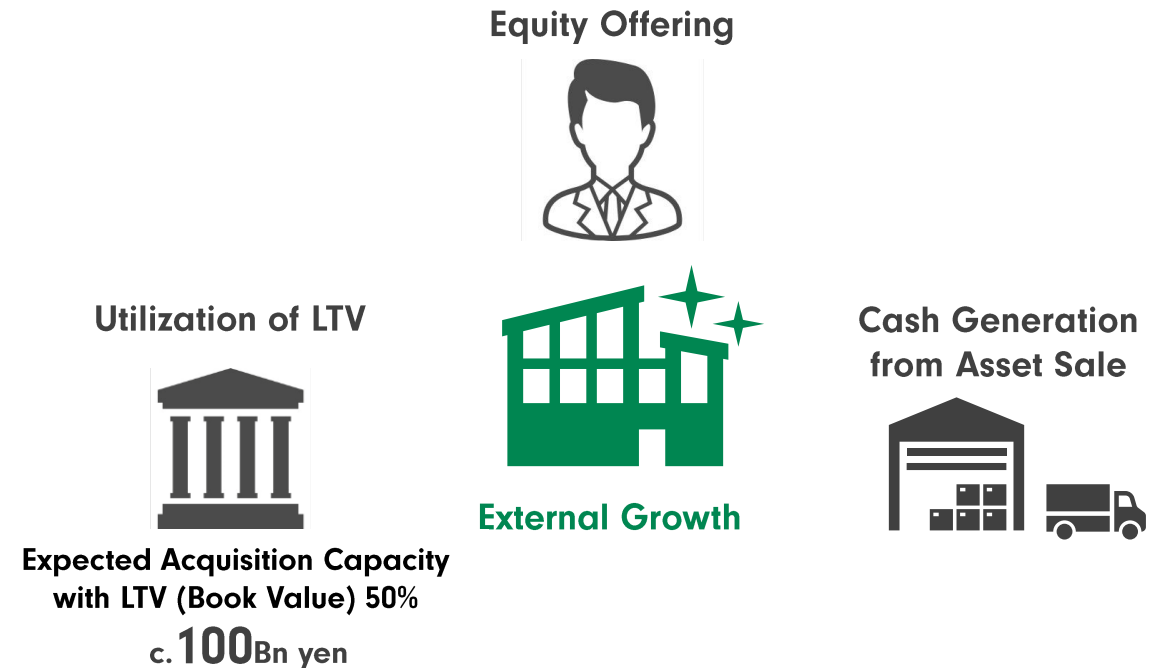 Equity Offering
Utilization of LTV
Cash Generation
from Asset Sale
External Growth
Expected Acquisition Capacity
with LTV (Book Value) 50%
c.100Bn yen